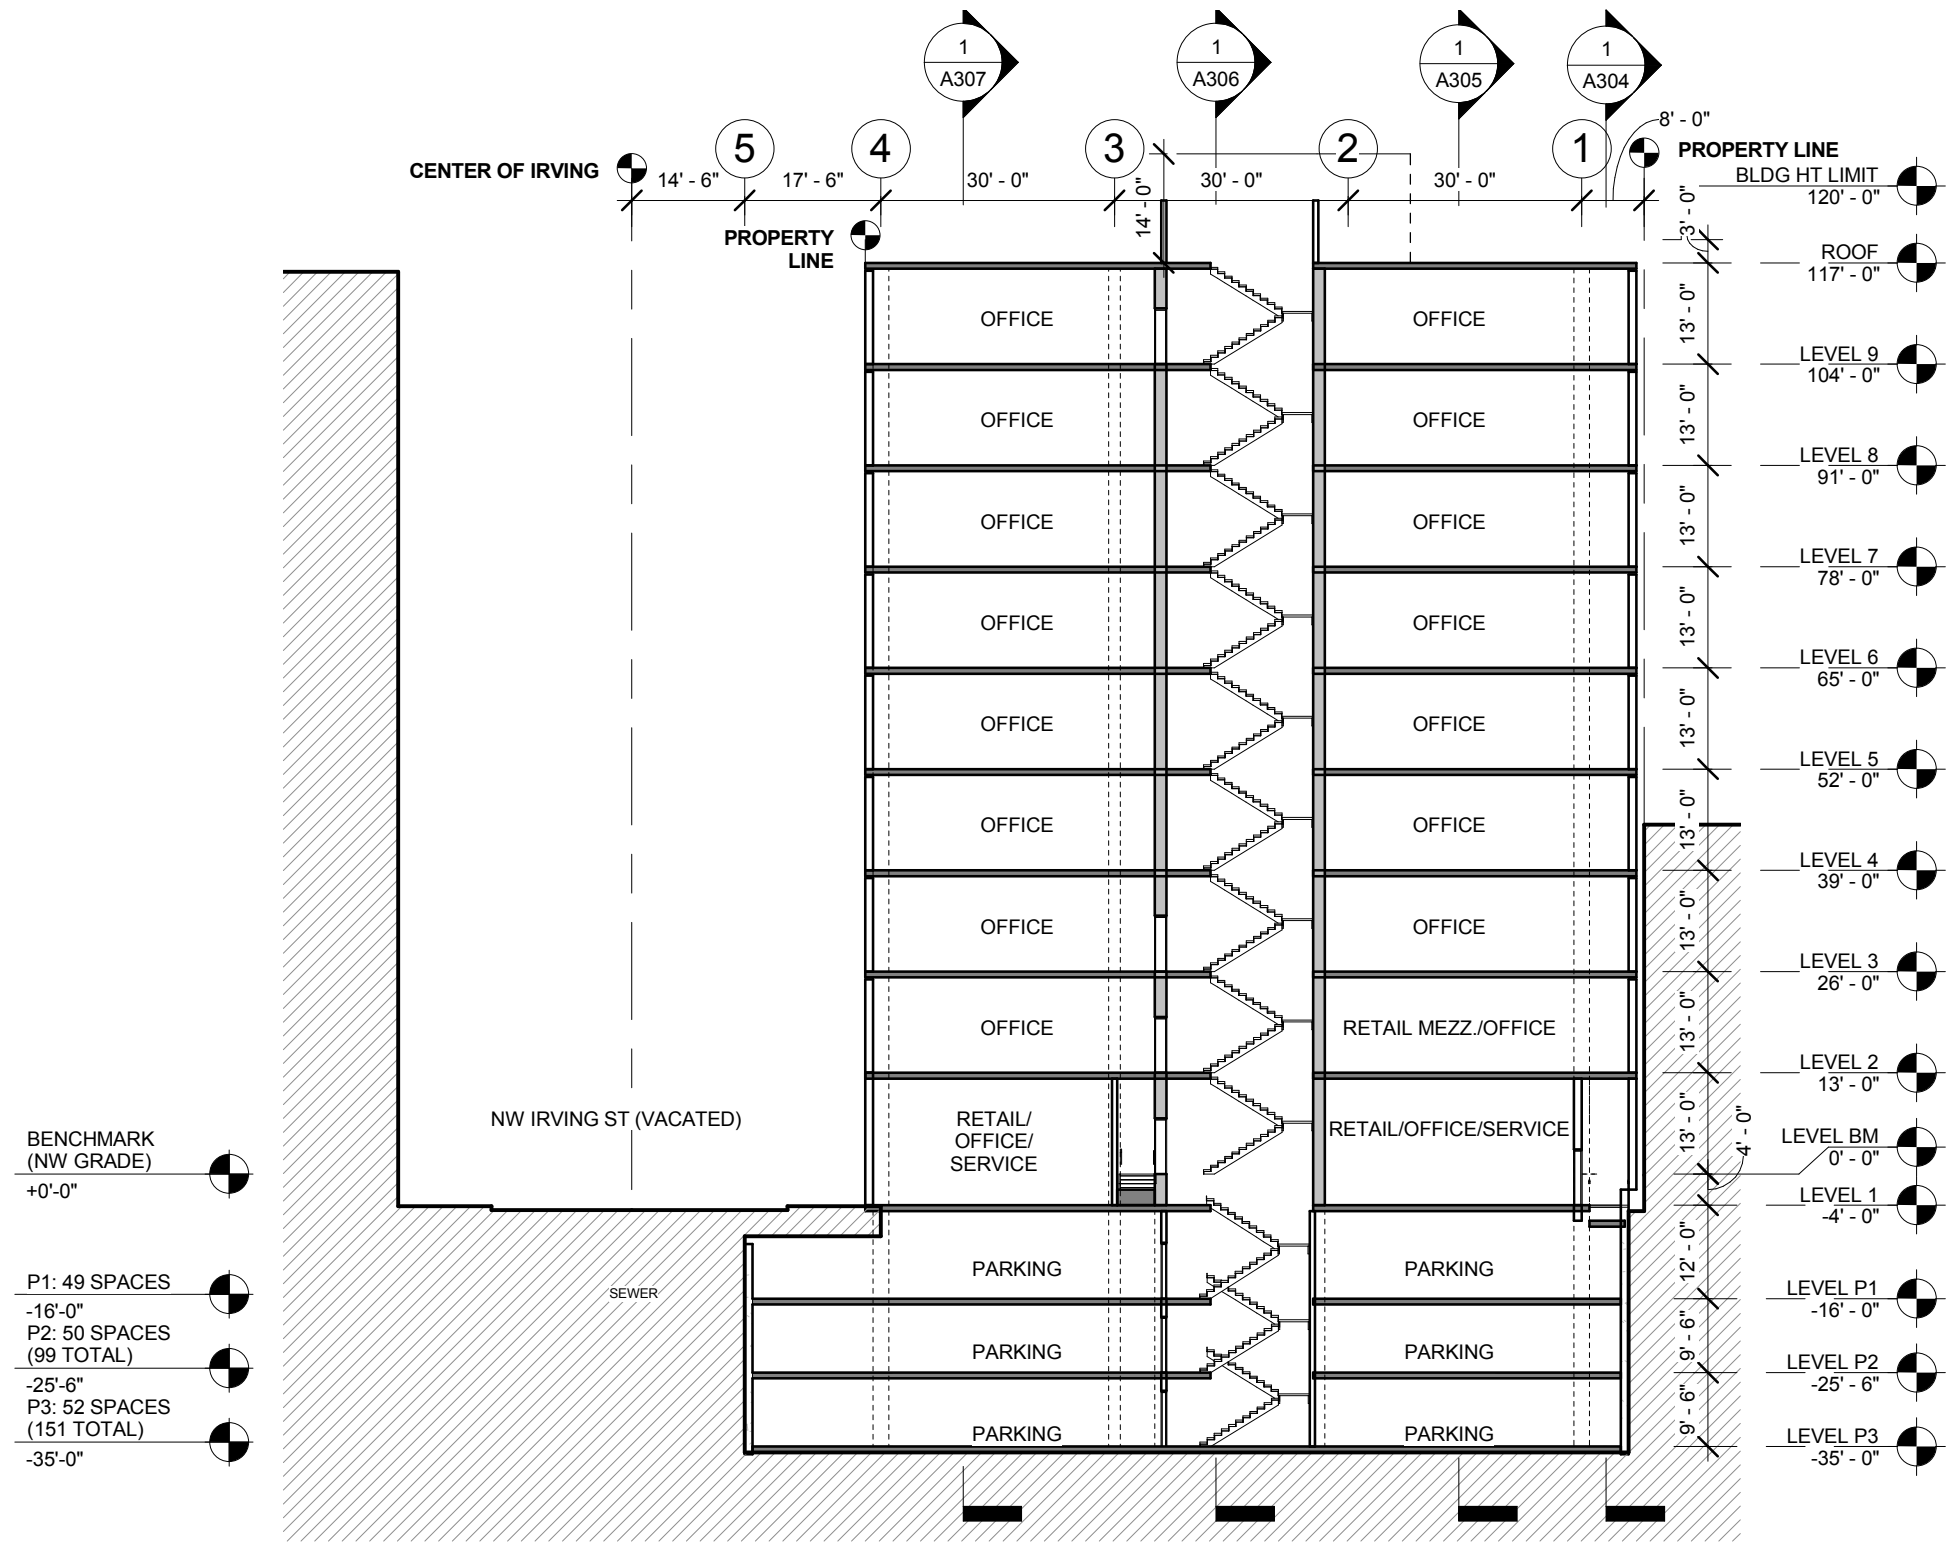 1
A307
1
A306
1
A305
1
A304
8' - 0"
5
4
3
2
1
CENTER OF IRVING
PROPERTY LINE
14' - 6"
17' - 6"
30' - 0"
30' - 0"
30' - 0"
BLDG HT LIMIT
120' - 0"
14' - 0"
3' - 0"
PROPERTY
LINE
ROOF
117' - 0"
OFFICE
OFFICE
13' - 0"
LEVEL 9
104' - 0"
OFFICE
OFFICE
13' - 0"
LEVEL 8
91' - 0"
OFFICE
OFFICE
13' - 0"
LEVEL 7
78' - 0"
OFFICE
OFFICE
13' - 0"
LEVEL 6
65' - 0"
OFFICE
OFFICE
13' - 0"
LEVEL 5
52' - 0"
OFFICE
OFFICE
13' - 0"
LEVEL 4
39' - 0"
OFFICE
OFFICE
13' - 0"
LEVEL 3
26' - 0"
OFFICE
RETAIL MEZZ./OFFICE
13' - 0"
LEVEL 2
13' - 0"
NW IRVING ST (VACATED)
RETAIL/
OFFICE/
SERVICE
RETAIL/OFFICE/SERVICE
13' - 0"
4' - 0"
LEVEL BM
0' - 0"
BENCHMARK
(NW GRADE)
+0'-0"
LEVEL 1
-4' - 0"
PARKING
PARKING
12' - 0"
P1: 49 SPACES
-16'-0"
SEWER
LEVEL P1
-16' - 0"
P2: 50 SPACES
(99 TOTAL)
-25'-6"
PARKING
PARKING
9' - 6"
LEVEL P2
-25' - 6"
P3: 52 SPACES
(151 TOTAL)
-35'-0"
PARKING
PARKING
9' - 6"
LEVEL P3
-35' - 0"